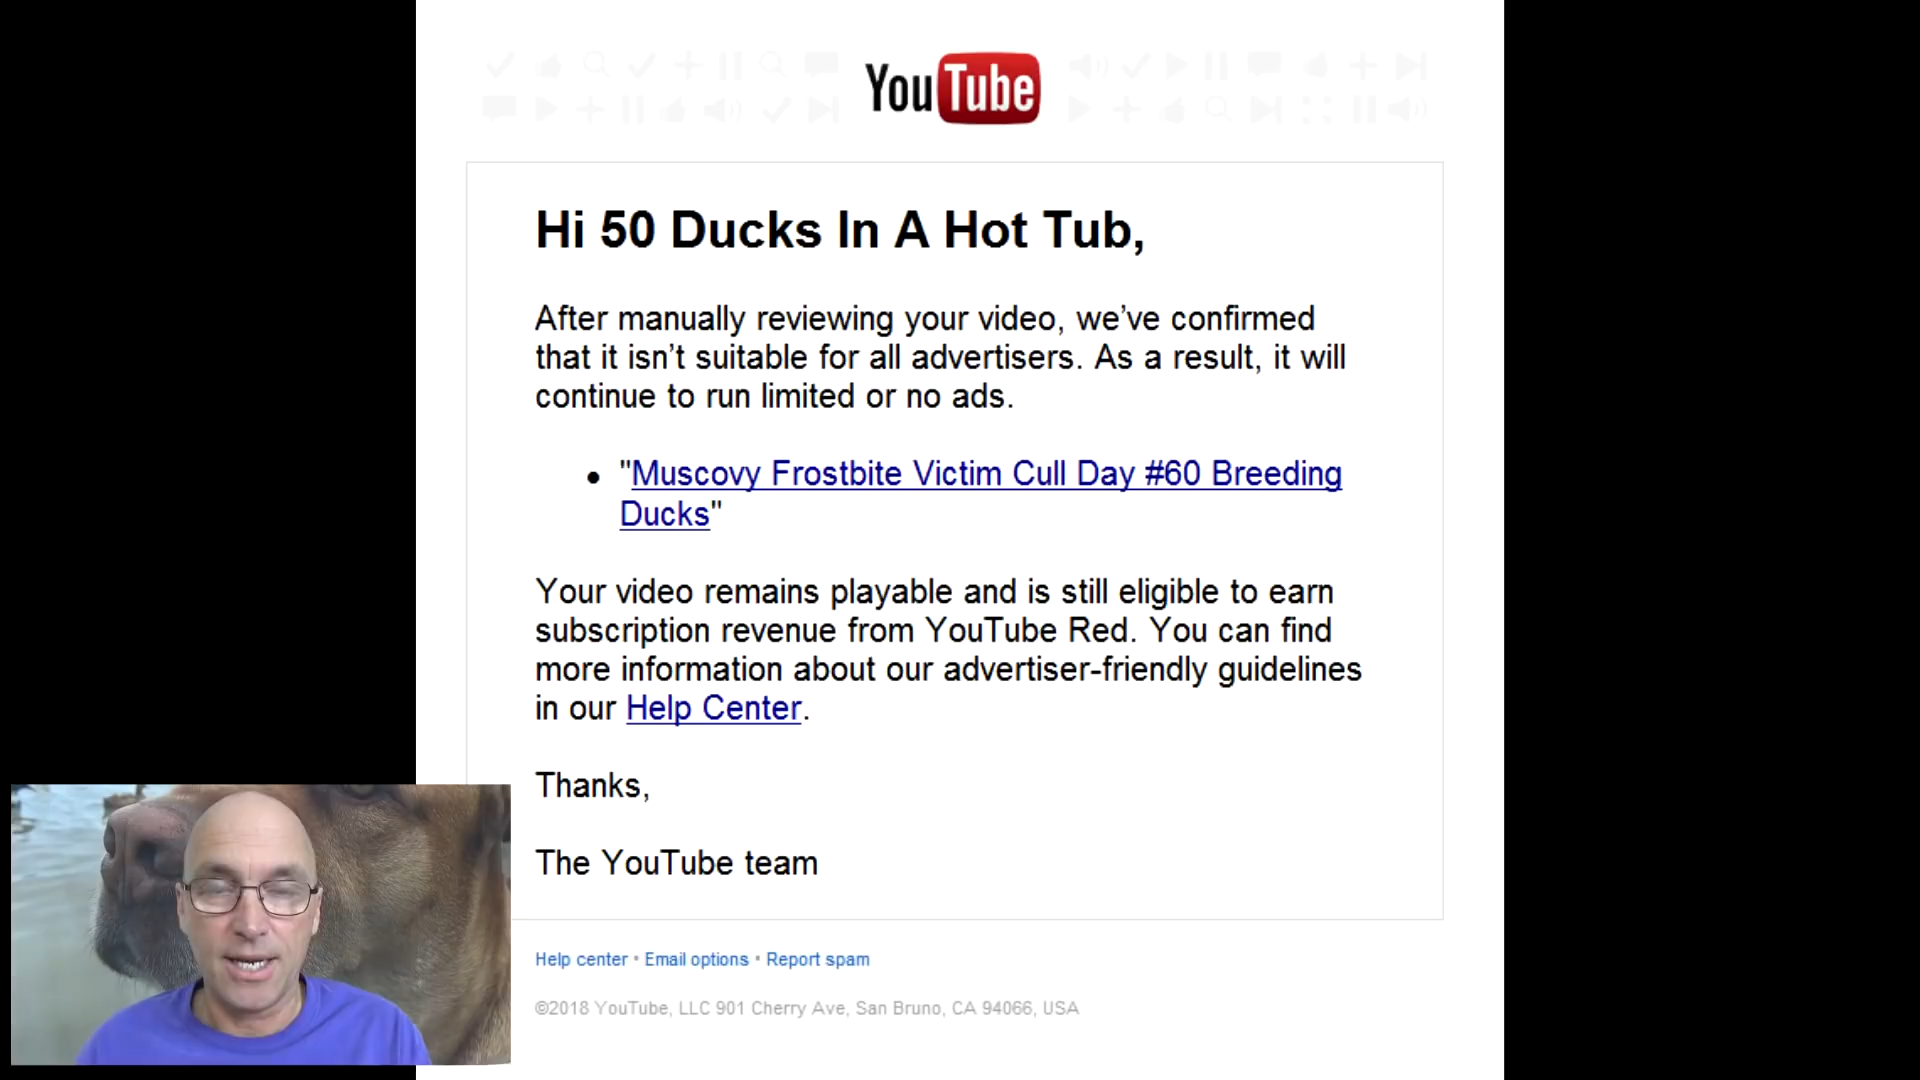 YouTube
Hi 50 Ducks In A Hot Tub,
After manually reviewing your video, we’ve confirmed
that it isn’t suitable for all advertisers. As a result, it will
continue to run limited or no ads.
• "Muscovy Frostbite Victim Cull Day #60 Breeding
Ducks"
Your video remains playable and is still eligible to earn
subscription revenue from YouTube Red. You can find
more information about our advertiser-friendly guidelines
in our Help Center.
Thanks,
The YouTube team
Help center • Email options • Report spam
©2018 YouTube, LLC 901 Cherry Ave, San Bruno, CA 94066, USA